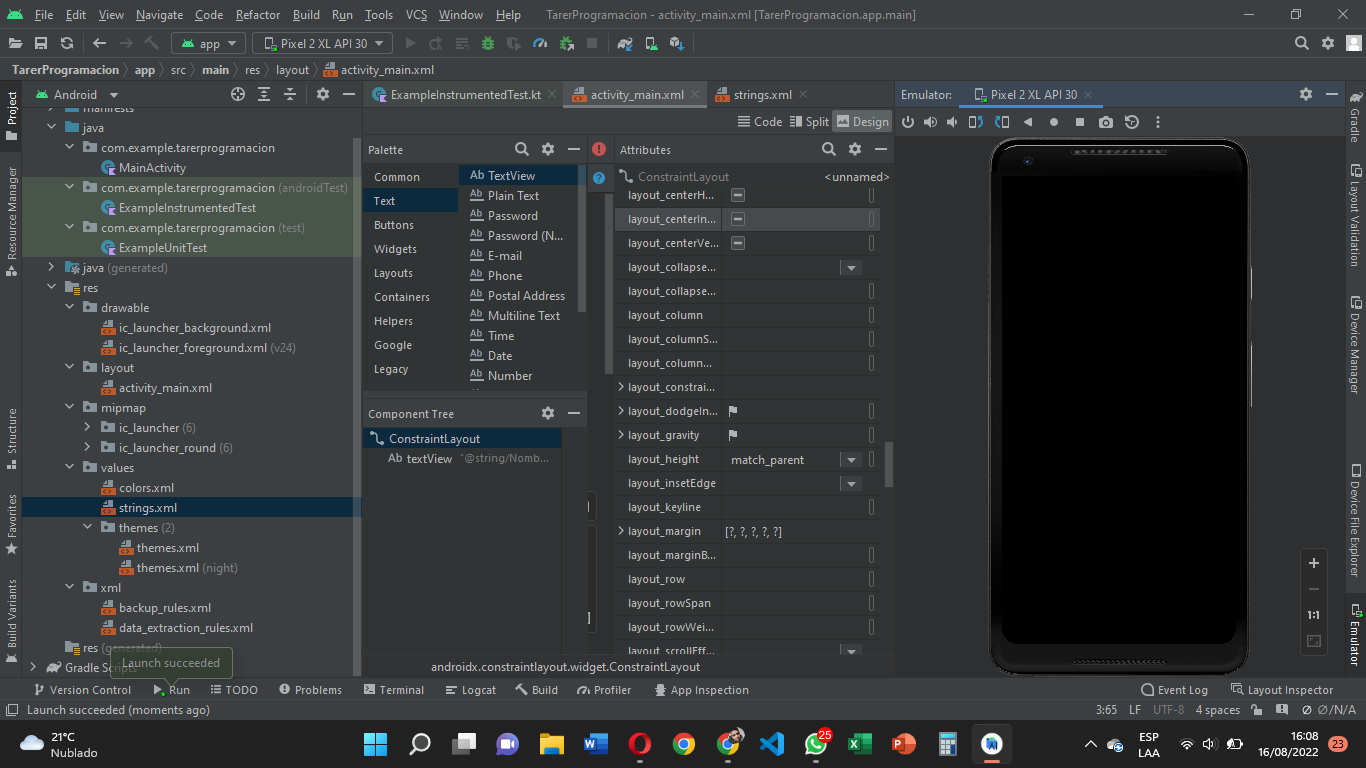 File Edit View Navigate Code Refactor Build Run Tools VCS Window Help TarerProgramacion - activity_main.xml [TarerProgramacion.app.main]
app Pixel 2 XL API 30
TarerProgramacion app src main res layout activity_main.xml
Project
Resource Manager
Structure
Favorites
Build Variants
Android
manifests
java
com.example.tarerprogramacion
MainActivity
com.example.tarerprogramacion (androidTest)
ExampleInstrumentedTest
com.example.tarerprogramacion (test)
ExampleUnitTest
java (generated)
res
drawable
ic_launcher_background.xml
ic_launcher_foreground.xml (v24)
layout
activity_main.xml
mipmap
ic_launcher (6)
ic_launcher_round (6)
values
colors.xml
strings.xml
themes (2)
themes.xml
themes.xml (night)
xml
backup_rules.xml
data_extraction_rules.xml
res (generated)
Gradle Scripts
Launch succeeded
ExampleInstrumentedTest.kt activity_main.xml strings.xml
Code Split Design
Palette
Common
Text
Buttons
Widgets
Layouts
Containers
Helpers
Google
Legacy
Ab TextView
Ab Plain Text
Ab Password
Ab Password (N...
Ab E-mail
Ab Phone
Ab Postal Address
Ab Multiline Text
Ab Time
Ab Date
Ab Number
Component Tree
ConstraintLayout
Ab textView "@string/Nomb...
Attributes
ConstraintLayout <unnamed>
layout_centerH...
layout_centerIn...
layout_centerVe...
layout_collapse...
layout_collapse...
layout_column
layout_columnS...
layout_column...
layout_constrai...
layout_dodgeIn...
layout_gravity
layout_height match_parent
layout_insetEdge
layout_keyline
layout_margin [?, ?, ?, ?, ?]
layout_marginB...
layout_row
layout_rowSpan
layout_rowWei...
layout_scrollEff...
androidx.constraintlayout.widget.ConstraintLayout
Emulator: Pixel 2 XL API 30
1:1
Gradle
Layout Validation
Device Manager
Device File Explorer
Emulator
Version Control Run TODO Problems Terminal Logcat Build Profiler App Inspection Event Log Layout Inspector
Launch succeeded (moments ago) 3:65 LF UTF-8 4 spaces ∅/N/A
21°C
Nublado
25
ESP
LAA
16:08
16/08/2022
23